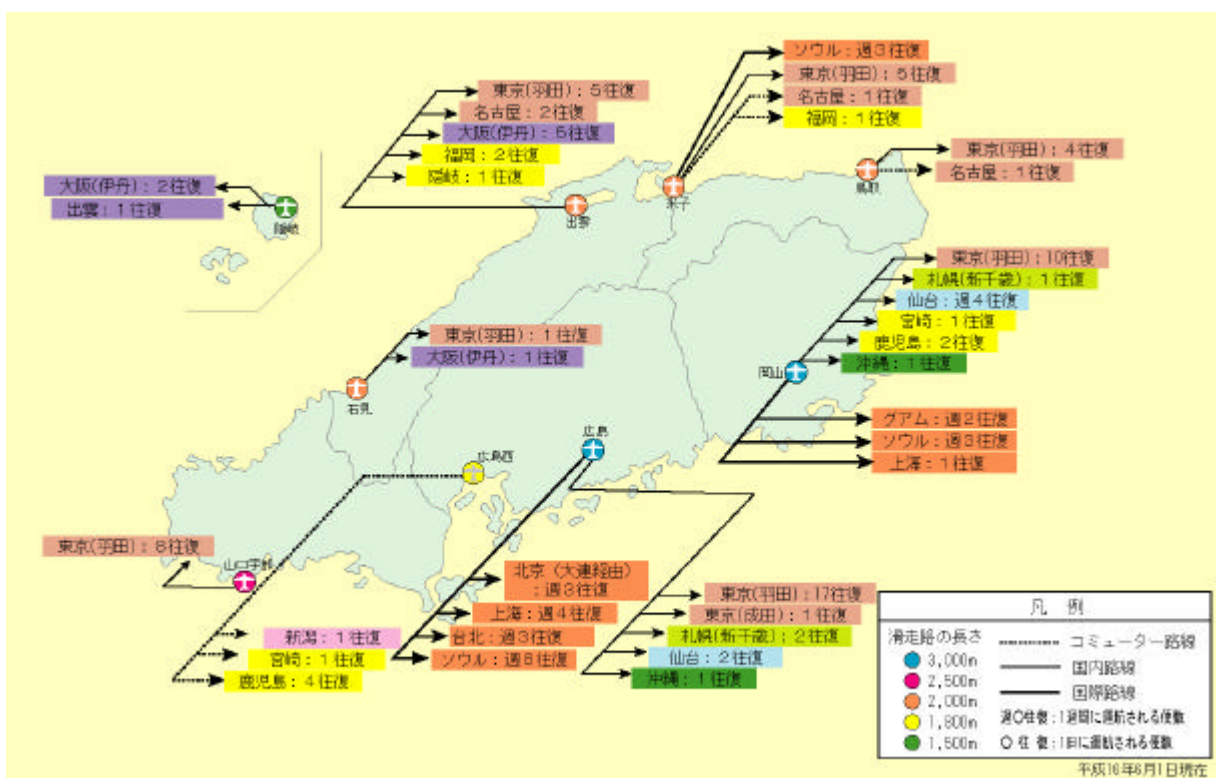 ソウル：週3往復
東京(羽田)：5往復
名古屋：1往復
福岡：1往復
東京(羽田)：5往復
名古屋：2往復
大阪(伊丹)：6往復
福岡：2往復
隠岐：1往復
東京(羽田)：4往復
名古屋：1往復
大阪(伊丹)：2往復
出雲：1往復
隠岐
出雲
米子
鳥取
東京(羽田)：10往復
札幌(新千歳)：1往復
仙台：週4往復
宮崎：1往復
鹿児島：2往復
沖縄：1往復
岡山
グアム：週2往復
ソウル：週3往復
上海：1往復
東京(羽田)：1往復
大阪(伊丹)：1往復
石見
広島
広島西
東京(羽田)：8往復
山口宇部
新潟：1往復
宮崎：1往復
鹿児島：4往復
北京（大連経由）
：週3往復
上海：週4往復
台北：週3往復
ソウル：週8往復
東京(羽田)：17往復
東京(成田)：1往復
札幌(新千歳)：2往復
仙台：2往復
沖縄：1往復
凡 例
滑走路の長さ
3,000m
2,500m
2,000m
1,800m
1,500m
コミューター路線
国内路線
国際路線
週〇往復：1週間に運航される便数
〇往復：1日に運航される便数
平成16年6月1日現在